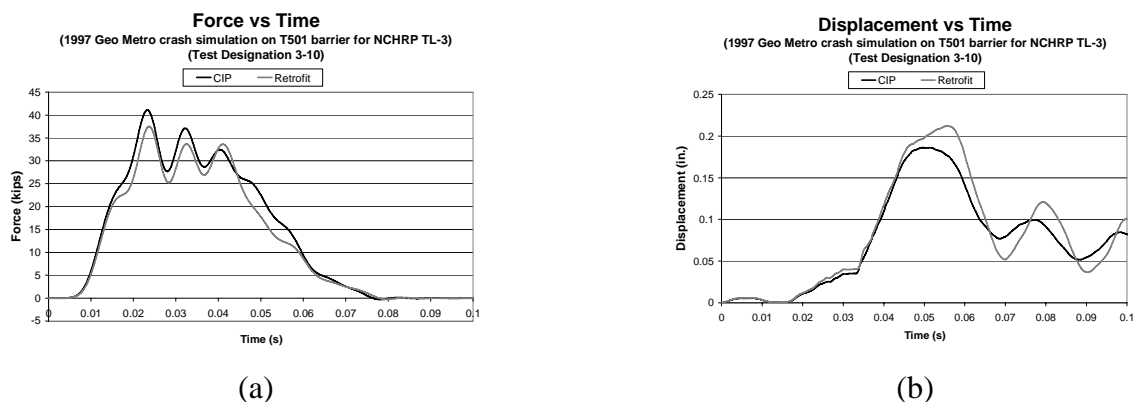 Force vs Time
(1997 Geo Metro crash simulation on T501 barrier for NCHRP TL-3)
(Test Designation 3-10)
CIP Retrofit
45
40
35
30
25
20
15
10
5
0
-5
Force (kips)
0 0.01 0.02 0.03 0.04 0.05 0.06 0.07 0.08 0.09 0.1
Time (s)
(a)
Displacement vs Time
(1997 Geo Metro crash simulation on T501 barrier for NCHRP TL-3)
(Test Designation 3-10)
CIP Retrofit
0.25
0.2
0.15
0.1
0.05
0
Displacement (in.)
0 0.01 0.02 0.03 0.04 0.05 0.06 0.07 0.08 0.09 0.1
Time (s)
(b)